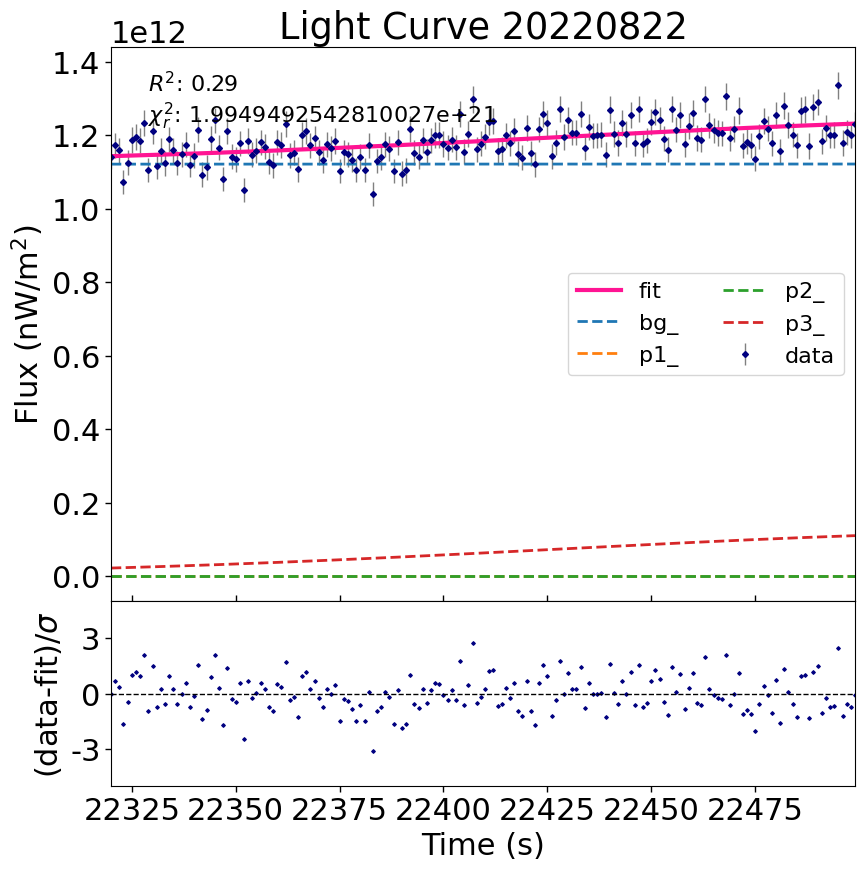 Light Curve 20220822
1e12
R²: 0.29
χ²: 1.9949492542810027e+21
1.4
1.2
1.0
0.8
0.6
0.4
0.2
0.0
Flux (nW/m²)
fit
bg_
p1_
p2_
p3_
data
3
0
-3
(data-fit)/σ
22325 22350 22375 22400 22425 22450 22475
Time (s)